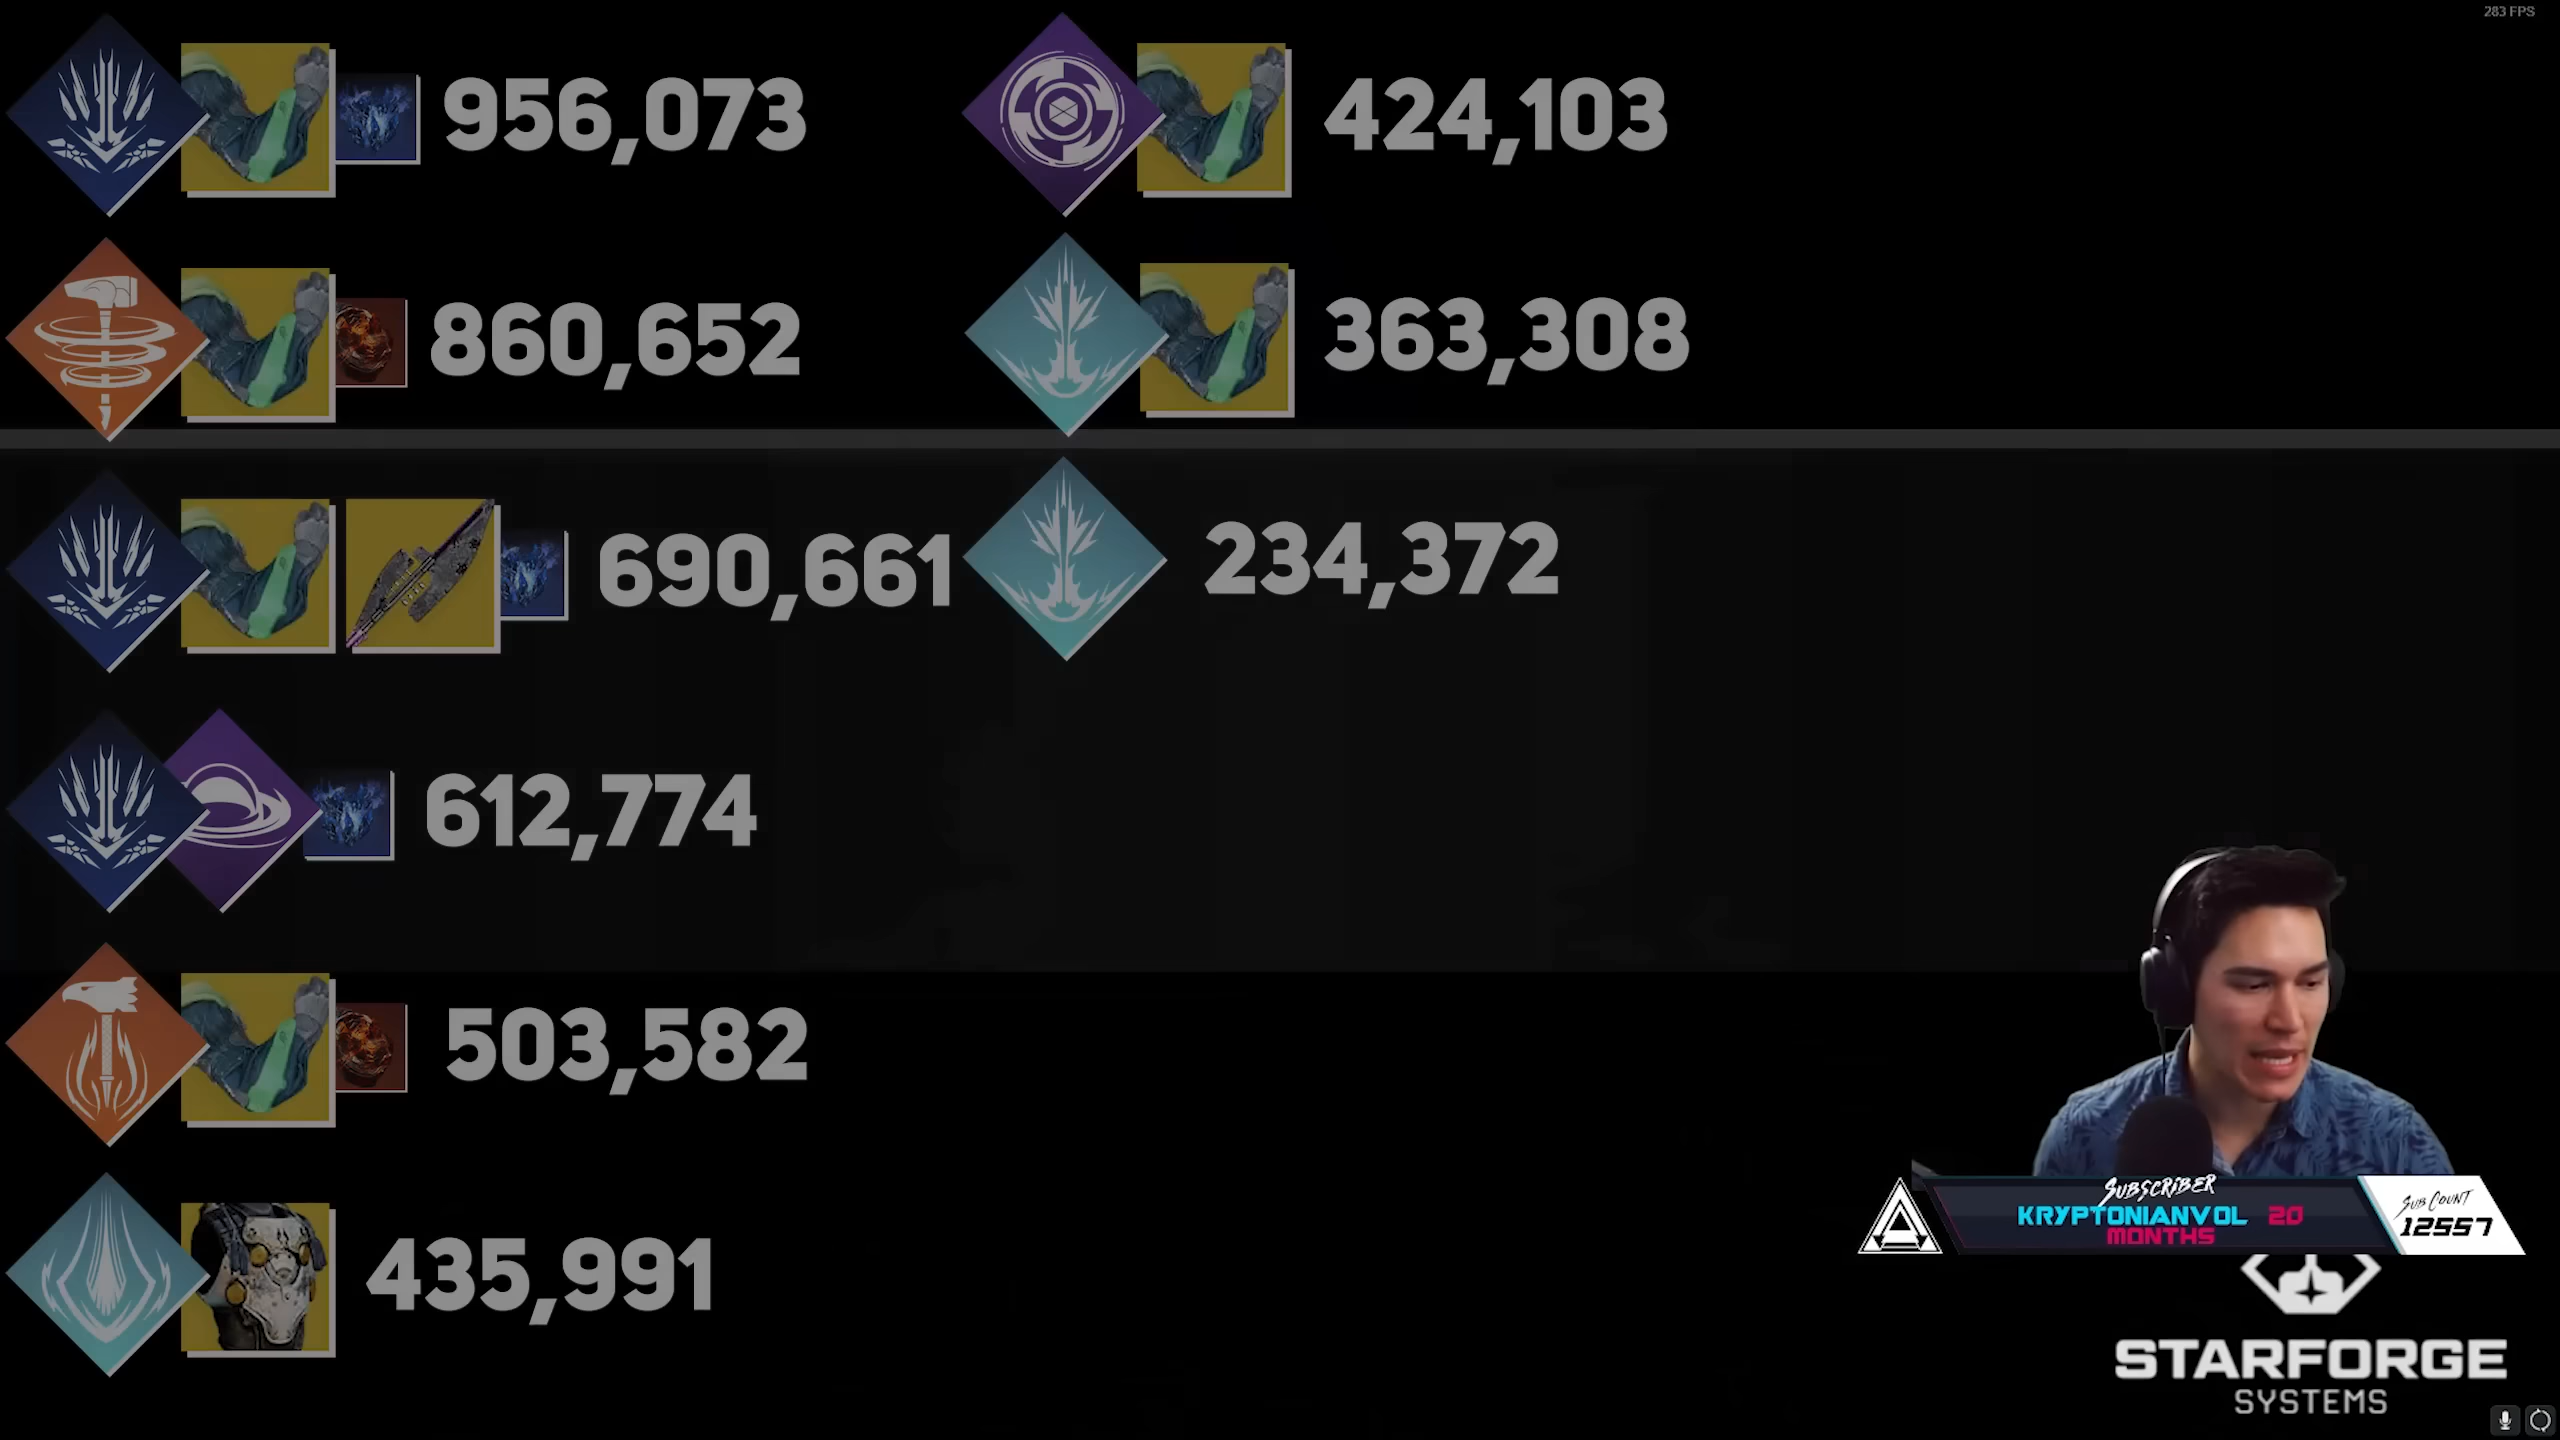 283 FPS
956,073
424,103
860,652
363,308
690,661
234,372
612,774
503,582
435,991
SUBSCRIBER
KRYPTONIANVOL 20
MONTHS
SUB COUNT
12557
STARFORGE
SYSTEMS